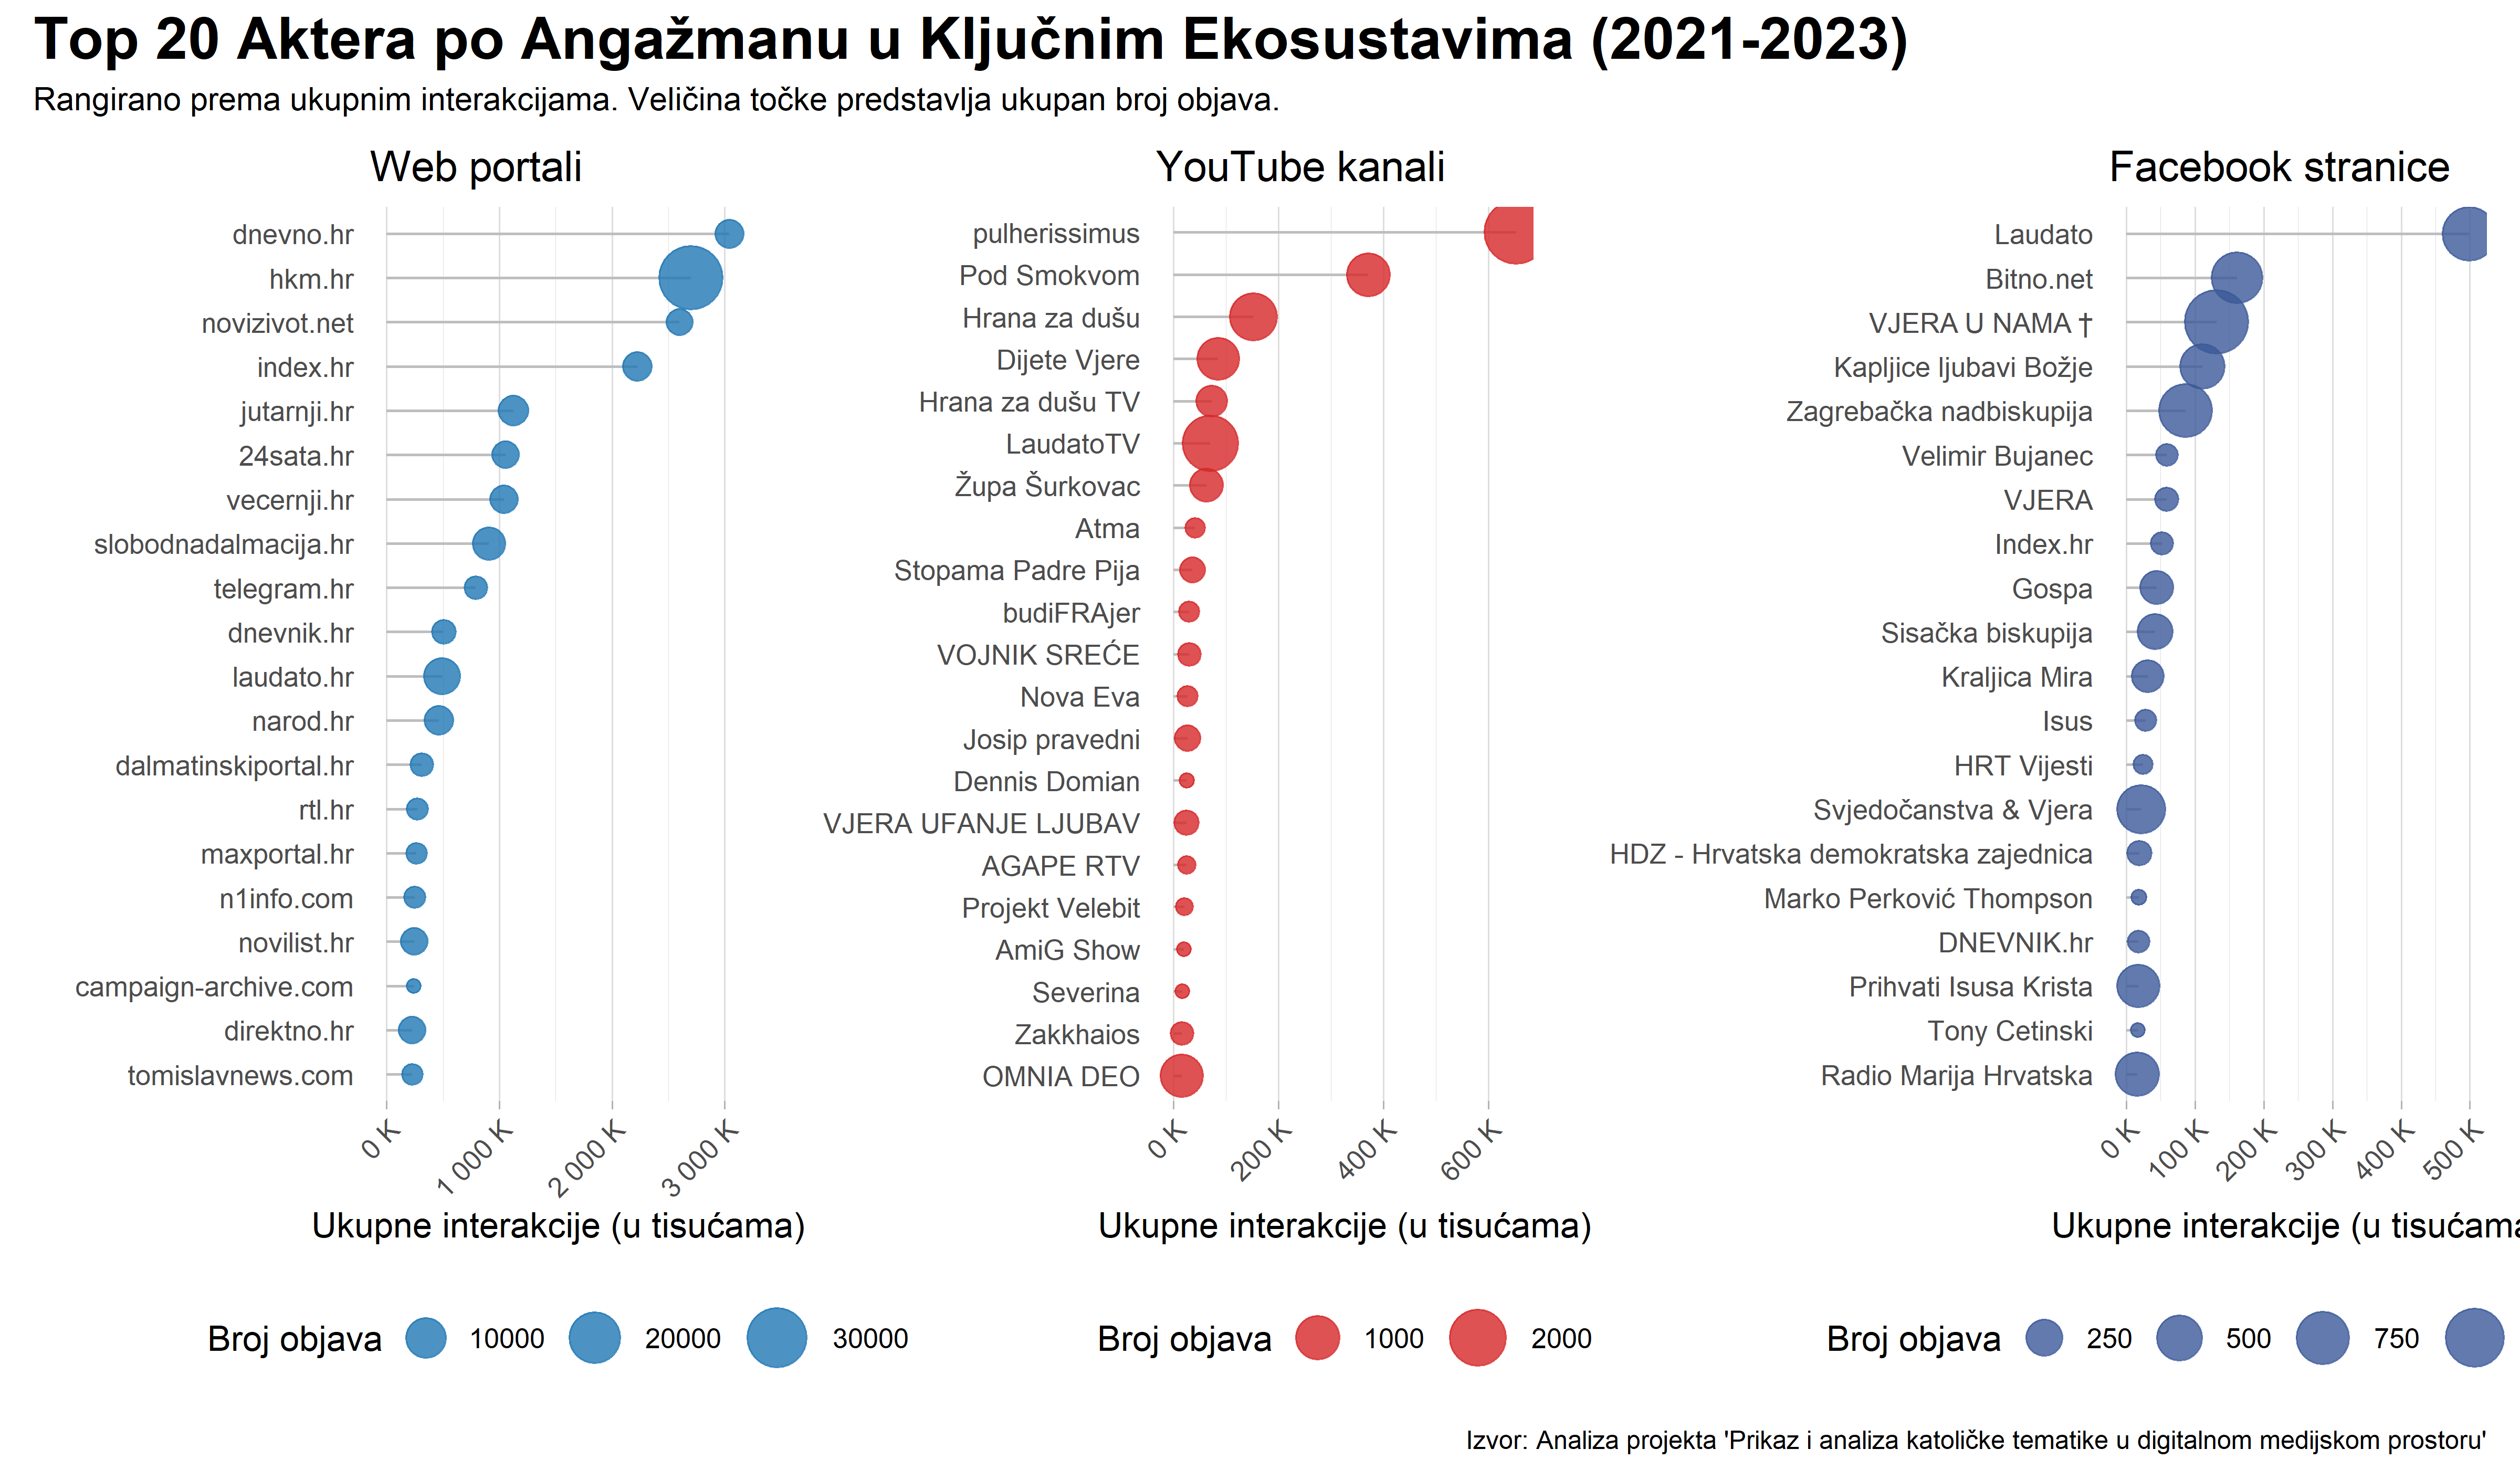 Top 20 Aktera po Angažmanu u Ključnim Ekosustavima (2021-2023)
Rangirano prema ukupnim interakcijama. Veličina točke predstavlja ukupan broj objava.
Web portali
dnevno.hr
hkm.hr
novizivot.net
index.hr
jutarnji.hr
24sata.hr
vecernji.hr
slobodnadalmacija.hr
telegram.hr
dnevnik.hr
laudato.hr
narod.hr
dalmatinskiportal.hr
rtl.hr
maxportal.hr
n1info.com
novilist.hr
campaign-archive.com
direktno.hr
tomislavnews.com
0 K
1 000 K
2 000 K
3 000 K
Ukupne interakcije (u tisućama)
Broj objava 10000 20000 30000
YouTube kanali
pulherissimus
Pod Smokvom
Hrana za dušu
Dijete Vjere
Hrana za dušu TV
LaudatoTV
Župa Šurkovac
Atma
Stopama Padre Pija
budiFRAjer
VOJNIK SREĆE
Nova Eva
Josip pravedni
Dennis Domian
VJERA UFANJE LJUBAV
AGAPE RTV
Projekt Velebit
AmiG Show
Severina
Zakkhaios
OMNIA DEO
0 K
200 K
400 K
600 K
Ukupne interakcije (u tisućama)
Broj objava 1000 2000
Facebook stranice
Laudato
Bitno.net
VJERA U NAMA †
Kapljice ljubavi Božje
Zagrebačka nadbiskupija
Velimir Bujanec
VJERA
Index.hr
Gospa
Sisačka biskupija
Kraljica Mira
Isus
HRT Vijesti
Svjedočanstva & Vjera
HDZ - Hrvatska demokratska zajednica
Marko Perković Thompson
DNEVNIK.hr
Prihvati Isusa Krista
Tony Cetinski
Radio Marija Hrvatska
0 K
100 K
200 K
300 K
400 K
500 K
Ukupne interakcije (u tisućama
Broj objava 250 500 750
Izvor: Analiza projekta 'Prikaz i analiza katoličke tematike u digitalnom medijskom prostoru'